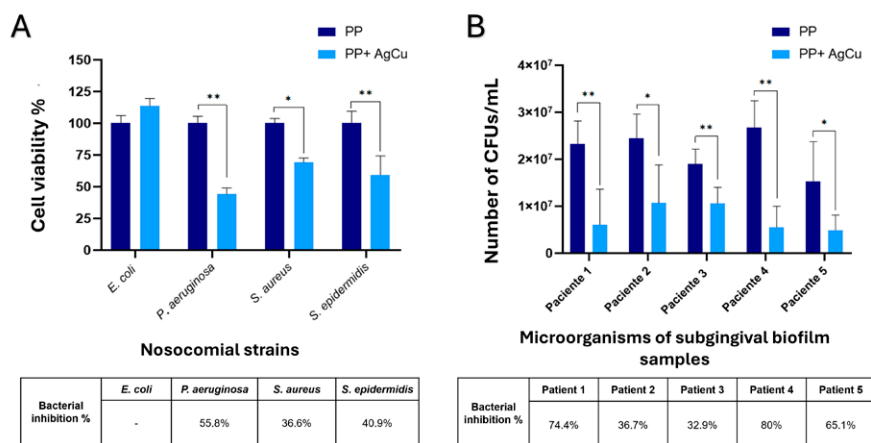 A
PP
PP+ AgCu
Cell viability %
150
125
100
75
50
25
0
**
*
**
E. coli
P. aeruginosa
S. aureus
S. epidermidis
Nosocomial strains
E. coli P. aeruginosa S. aureus S. epidermidis
Bacterial inhibition % - 55.8% 36.6% 40.9%
B
PP
PP+ AgCu
Number of CFUs/mL
4×10⁷
3×10⁷
2×10⁷
1×10⁷
0
**
*
**
**
*
Paciente 1
Paciente 2
Paciente 3
Paciente 4
Paciente 5
Microorganisms of subgingival biofilm
samples
Patient 1 Patient 2 Patient 3 Patient 4 Patient 5
Bacterial inhibition % 74.4% 36.7% 32.9% 80% 65.1%